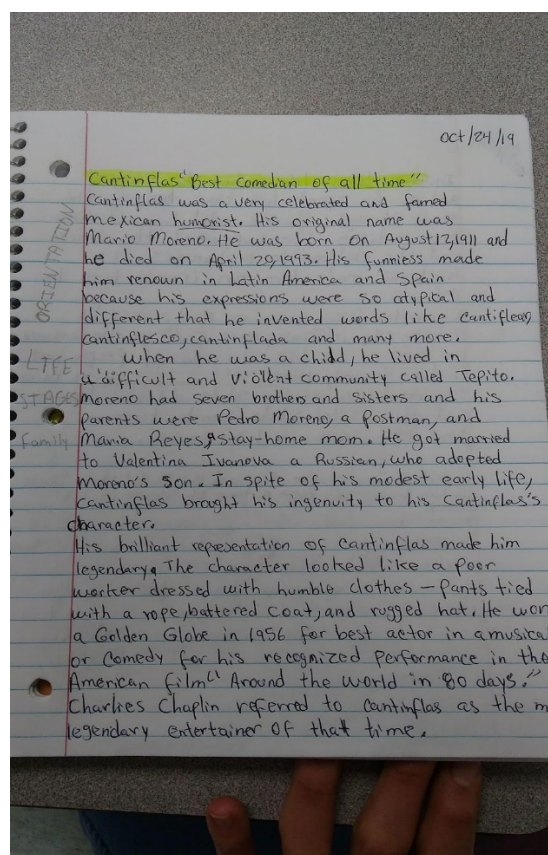 oct/24/19
Cantinflas "Best comedian of all time"
Cantinflas was a very celebrated and famed
mexican humorist. His original name was
Mario Moreno. He was born on August 12, 1911 and
he died on April 20, 1993. His funniess made
him renown in Latin America and Spain
because his expressions were so atypical and
different that he invented words like cantiflear,
cantinflesco, cantinflada and many more.
when he was a child, he lived in
a difficult and violent community called Tepito.
moreno had seven brothers and sisters and his
parents were Pedro Moreno, a postman, and
Maria Reyes, stay-home mom. He got married
to Valentina Ivanova a Russian, who adopted
Moreno's son. In spite of his modest early life,
Cantinflas brought his ingenuity to his Cantinflas's
character.
His brilliant representation of Cantinflas made him
legendary. The character looked like a poor
worker dressed with humble clothes – pants tied
with a rope, battered coat, and rugged hat. He wor
a Golden Globe in 1956 for best actor in a musica
or Comedy for his recognized performance in the
American film "Around the world in 80 days."
Charlies Chaplin referred to cantinflas as the m
legendary entertainer of that time.
ORIENTATION
LIFE
STAGES
Family